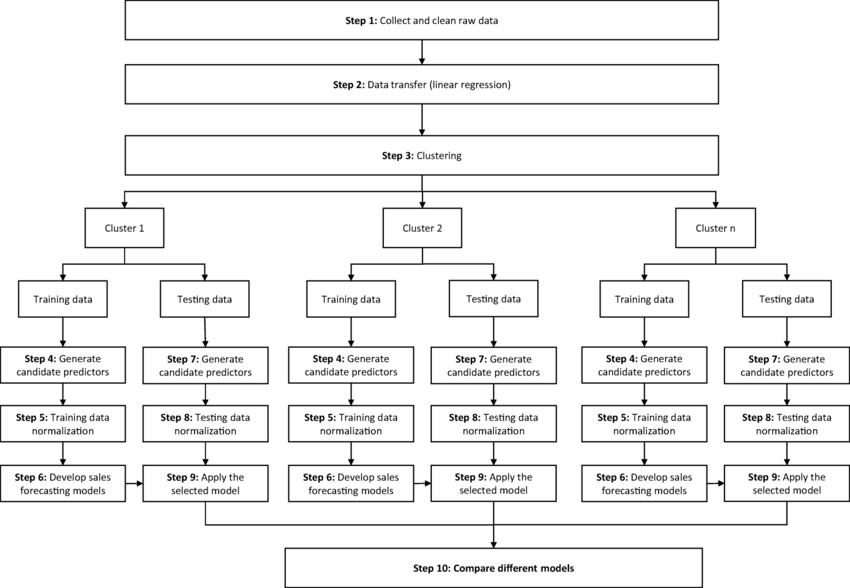 Step 1: Collect and clean raw data
Step 2: Data transfer (linear regression)
Step 3: Clustering
Cluster 1
Cluster 2
Cluster n
Training data
Testing data
Training data
Testing data
Training data
Testing data
Step 4: Generate
candidate predictors
Step 7: Generate
candidate predictors
Step 4: Generate
candidate predictors
Step 7: Generate
candidate predictors
Step 4: Generate
candidate predictors
Step 7: Generate
candidate predictors
Step 5: Training data
normalization
Step 8: Testing data
normalization
Step 5: Training data
normalization
Step 8: Testing data
normalization
Step 5: Training data
normalization
Step 8: Testing data
normalization
Step 6: Develop sales
forecasting models
Step 9: Apply the
selected model
Step 6: Develop sales
forecasting models
Step 9: Apply the
selected model
Step 6: Develop sales
forecasting models
Step 9: Apply the
selected model
Step 10: Compare different models